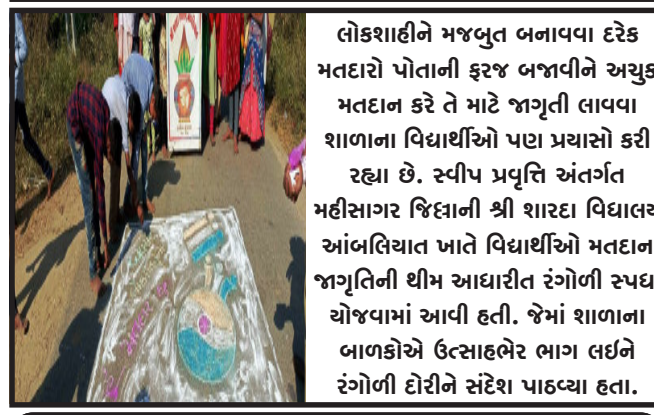 લોકશાહીને મજબુત બનાવવા દરેક
મતદારો પોતાની ફરજ બજાવીને અચુક
મતદાન કરે તે માટે જાગૃતી લાવવા
શાળાના વિદ્યાર્થીઓ પણ પ્રયાસો કરી
રહ્યા છે. સ્વીપ પ્રવૃત્તિ અંતર્ગત
મહીસાગર જિલ્લાની શ્રી શારદા વિદ્યાલય
આંબલિયાત ખાતે વિદ્યાર્થીઓ મતદાન
જાગૃતિની થીમ આધારીત રંગોળી સ્પર્ધા
યોજવામાં આવી હતી. જેમાં શાળાના
બાળકોએ ઉત્સાહભેર ભાગ લઇને
રંગોળી દોરીને સંદેશ પાઠવ્યા હતા.